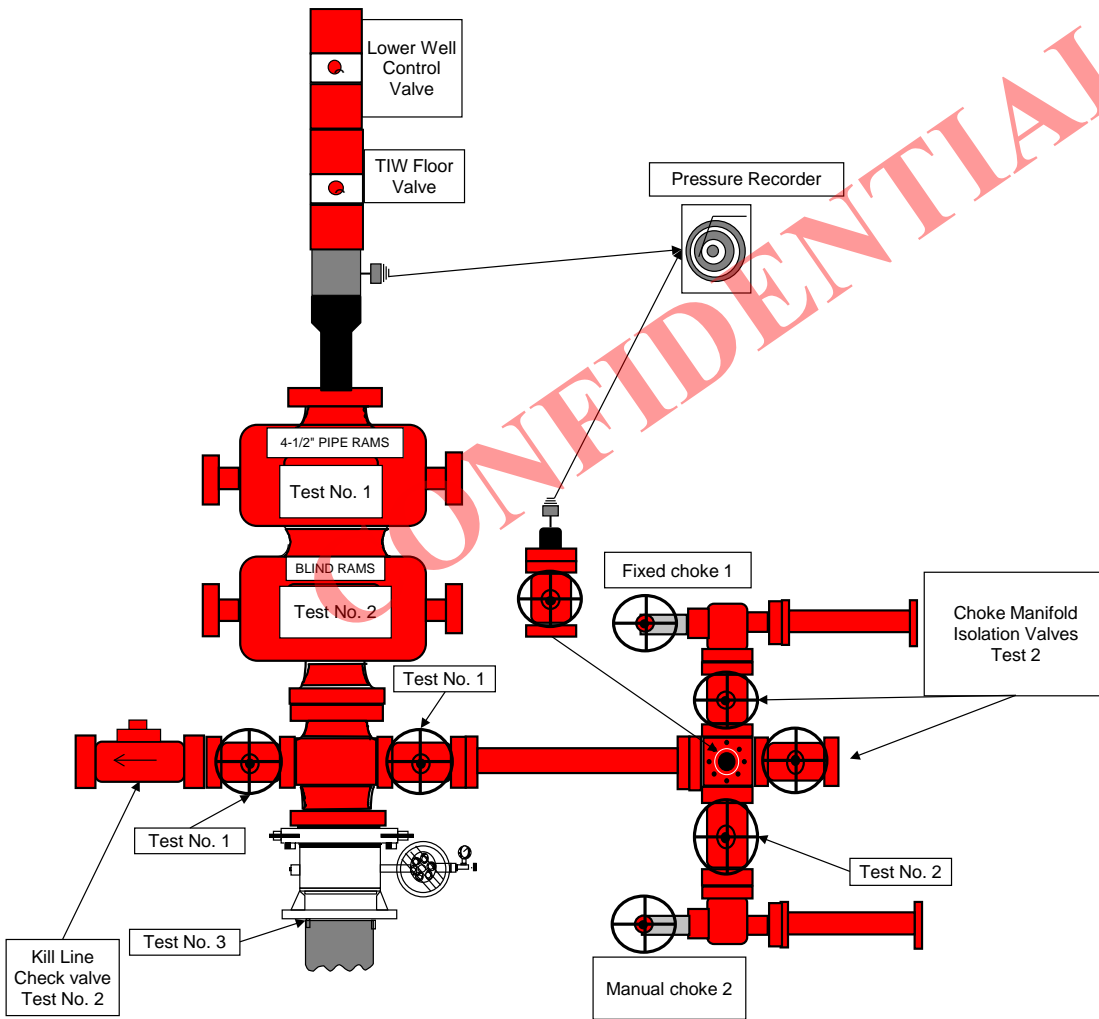 Lower Well
Control
Valve
TIW Floor
Valve
Pressure Recorder
CONFIDENTIAL
4-1/2" PIPE RAMS
Test No. 1
BLIND RAMS
Test No. 2
Fixed choke 1
Choke Manifold
Isolation Valves
Test 2
Test No. 1
Test No. 1
Test No. 2
Test No. 3
Kill Line
Check valve
Test No. 2
Manual choke 2